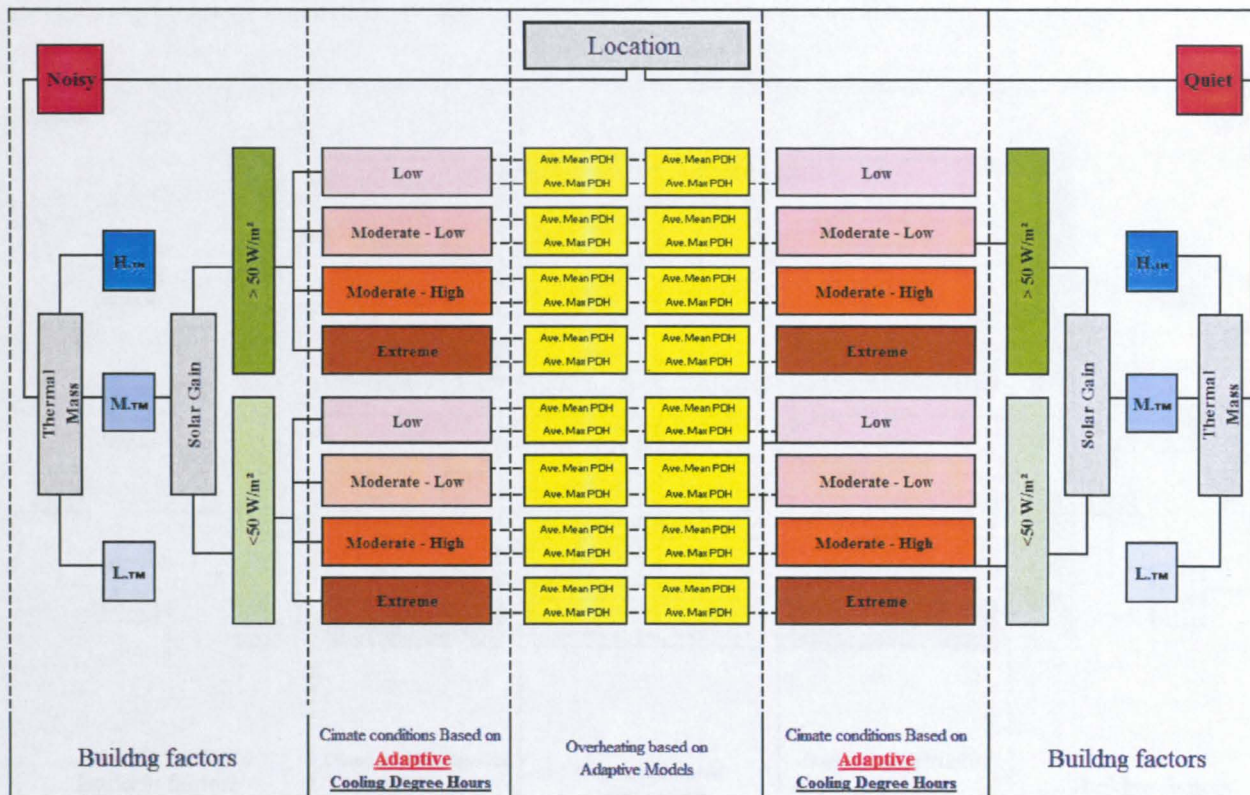 Location
Noisy
Quiet
Thermal Mass
H.TM
M.TM
L.TM
Solar Gain
> 50 W/m²
<50 W/m²
Low
Moderate - Low
Moderate - High
Extreme
Low
Moderate - Low
Moderate - High
Extreme
Ave. Mean PDH
Ave. Max PDH
Ave. Mean PDH
Ave. Max PDH
Ave. Mean PDH
Ave. Max PDH
Ave. Mean PDH
Ave. Max PDH
Ave. Mean PDH
Ave. Max PDH
Ave. Mean PDH
Ave. Max PDH
Ave. Mean PDH
Ave. Max PDH
Ave. Mean PDH
Ave. Max PDH
Ave. Mean PDH
Ave. Max PDH
Ave. Mean PDH
Ave. Max PDH
Ave. Mean PDH
Ave. Max PDH
Ave. Mean PDH
Ave. Max PDH
Ave. Mean PDH
Ave. Max PDH
Ave. Mean PDH
Ave. Max PDH
Ave. Mean PDH
Ave. Max PDH
Ave. Mean PDH
Ave. Max PDH
Low
Moderate - Low
Moderate - High
Extreme
Low
Moderate - Low
Moderate - High
Extreme
> 50 W/m²
<50 W/m²
Solar Gain
H.TM
M.TM
L.TM
Thermal Mass
Buildng factors
Cimate conditions Based on
Adaptive
Cooling Degree Hours
Overheating based on
Adaptive Models
Cimate conditions Based on
Adaptive
Cooling Degree Hours
Buildng factors